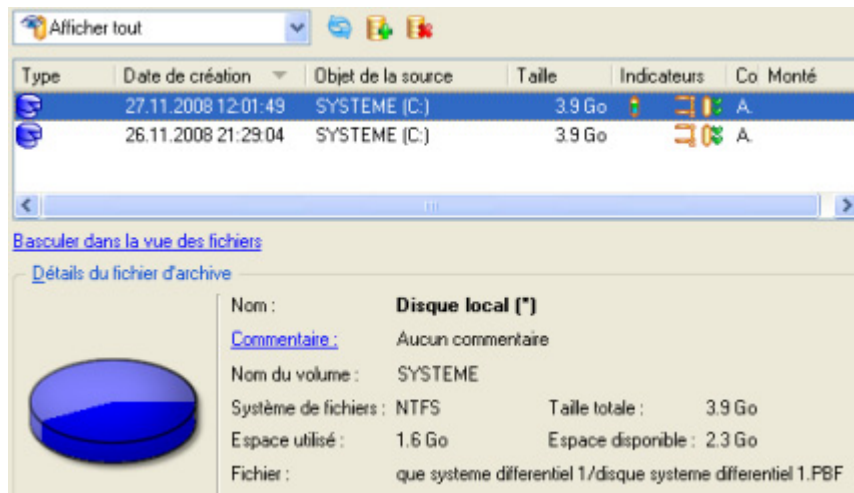 Afficher tout
Type Date de création Objet de la source Taille Indicateurs Co Monté
27.11.2008 12:01:49 SYSTEME (C:) 3.9 Go A.
26.11.2008 21:29:04 SYSTEME (C:) 3.9 Go A.
Basculer dans la vue des fichiers
Détails du fichier d'archive
Nom : Disque local (*)
Commentaire : Aucun commentaire
Nom du volume : SYSTEME
Système de fichiers : NTFS Taille totale : 3.9 Go
Espace utilisé : 1.6 Go Espace disponible : 2.3 Go
Fichier : que systeme differentiel 1/disque systeme differentiel 1.PBF